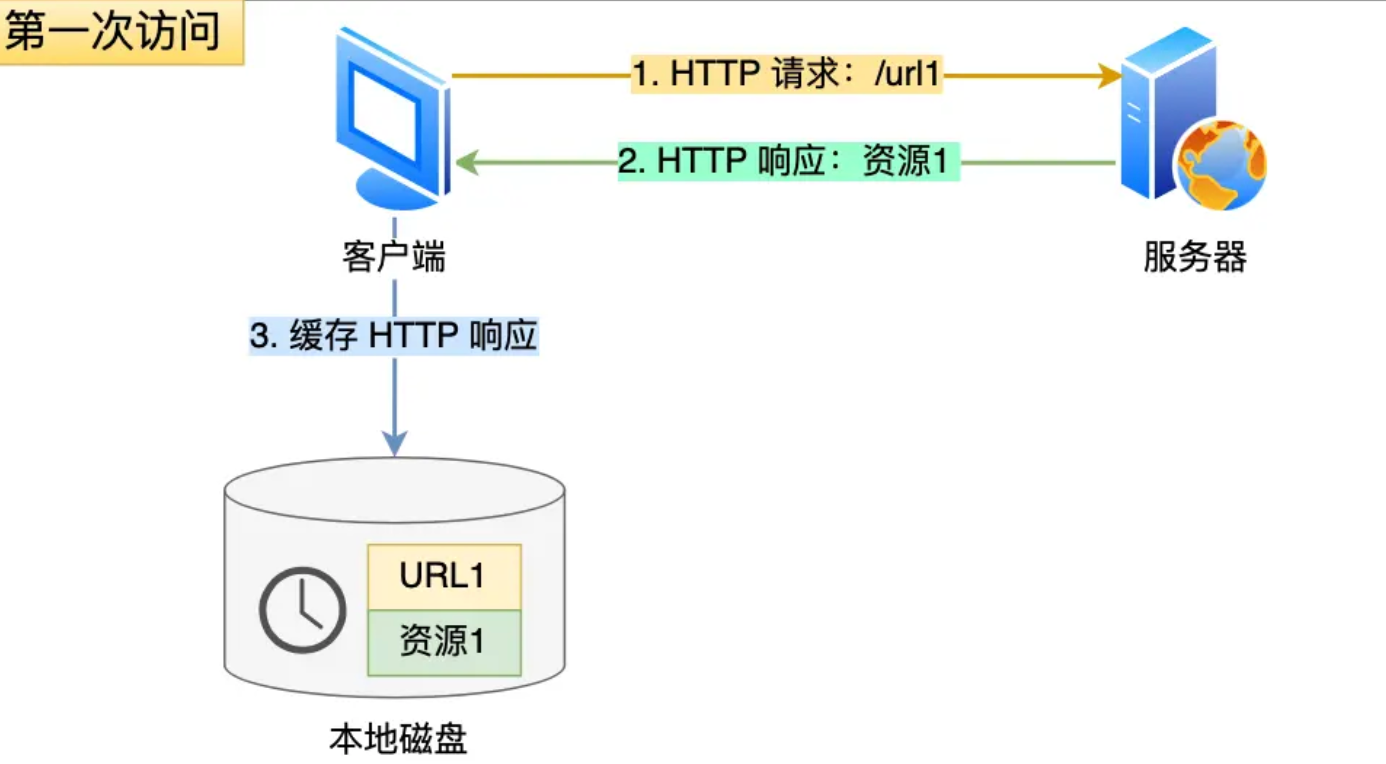 第一次访问
1. HTTP 请求：/url1
2. HTTP 响应：资源1
客户端
服务器
3. 缓存 HTTP 响应
URL1
资源1
本地磁盘